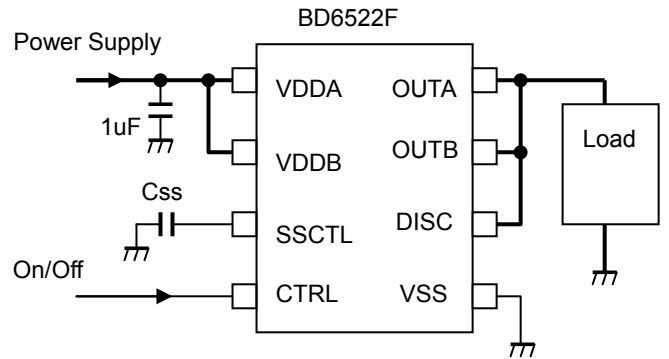 BD6522F
Power Supply
VDDA
OUTA
1uF
VDDB
OUTB
Load
Css
SSCTL
DISC
On/Off
CTRL
VSS